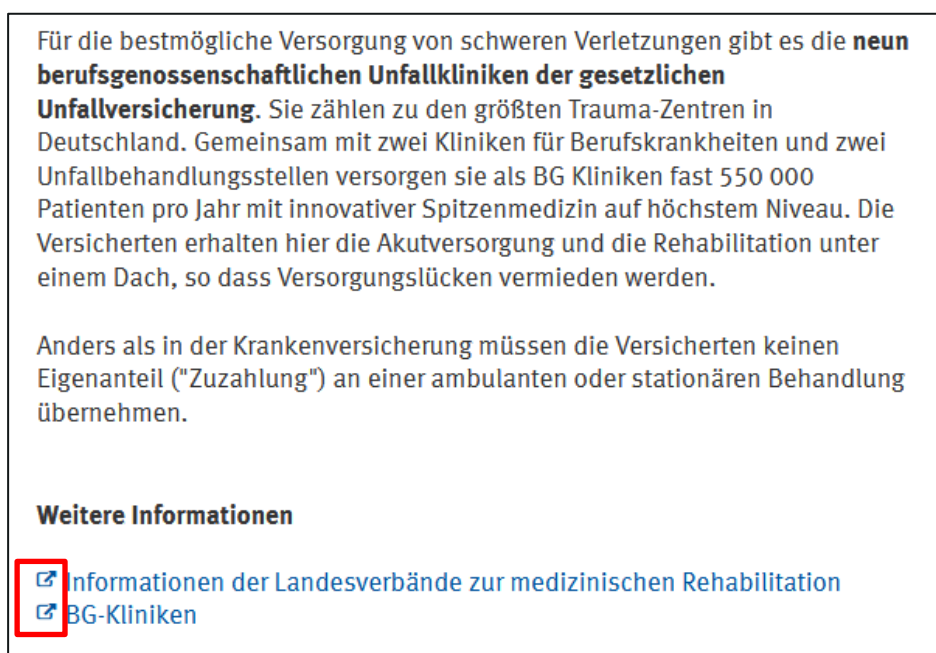 Für die bestmögliche Versorgung von schweren Verletzungen gibt es die neun
berufsgenossenschaftlichen Unfallkliniken der gesetzlichen
Unfallversicherung. Sie zählen zu den größten Trauma-Zentren in
Deutschland. Gemeinsam mit zwei Kliniken für Berufskrankheiten und zwei
Unfallbehandlungsstellen versorgen sie als BG Kliniken fast 550 000
Patienten pro Jahr mit innovativer Spitzenmedizin auf höchstem Niveau. Die
Versicherten erhalten hier die Akutversorgung und die Rehabilitation unter
einem Dach, so dass Versorgungslücken vermieden werden.
Anders als in der Krankenversicherung müssen die Versicherten keinen
Eigenanteil ("Zuzahlung") an einer ambulanten oder stationären Behandlung
übernehmen.
Weitere Informationen
Informationen der Landesverbände zur medizinischen Rehabilitation
BG-Kliniken